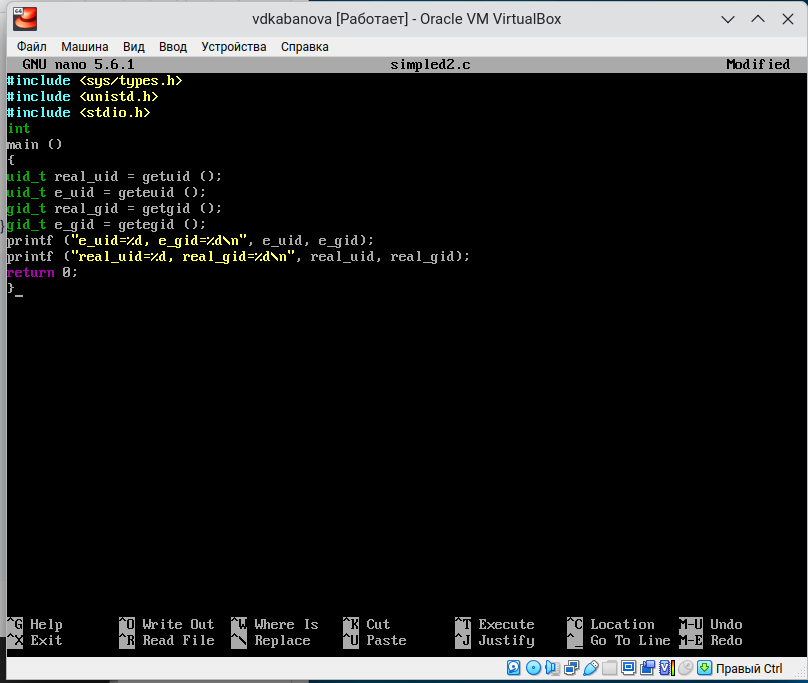 64
vdkabanova [Работает] - Oracle VM VirtualBox
Файл Машина Вид Ввод Устройства Справка
GNU nano 5.6.1 simpled2.c Modified
#include <sys/types.h>
#include <unistd.h>
#include <stdio.h>
int
main ()
{
uid_t real_uid = getuid ();
uid_t e_uid = geteuid ();
gid_t real_gid = getgid ();
gid_t e_gid = getegid ();
printf ("e_uid=%d, e_gid=%d\n", e_uid, e_gid);
printf ("real_uid=%d, real_gid=%d\n", real_uid, real_gid);
return 0;
}_
^G Help ^O Write Out ^W Where Is ^K Cut ^T Execute ^C Location M-U Undo
^X Exit ^R Read File ^\ Replace ^U Paste ^J Justify ^_ Go To Line M-E Redo
Правый Ctrl